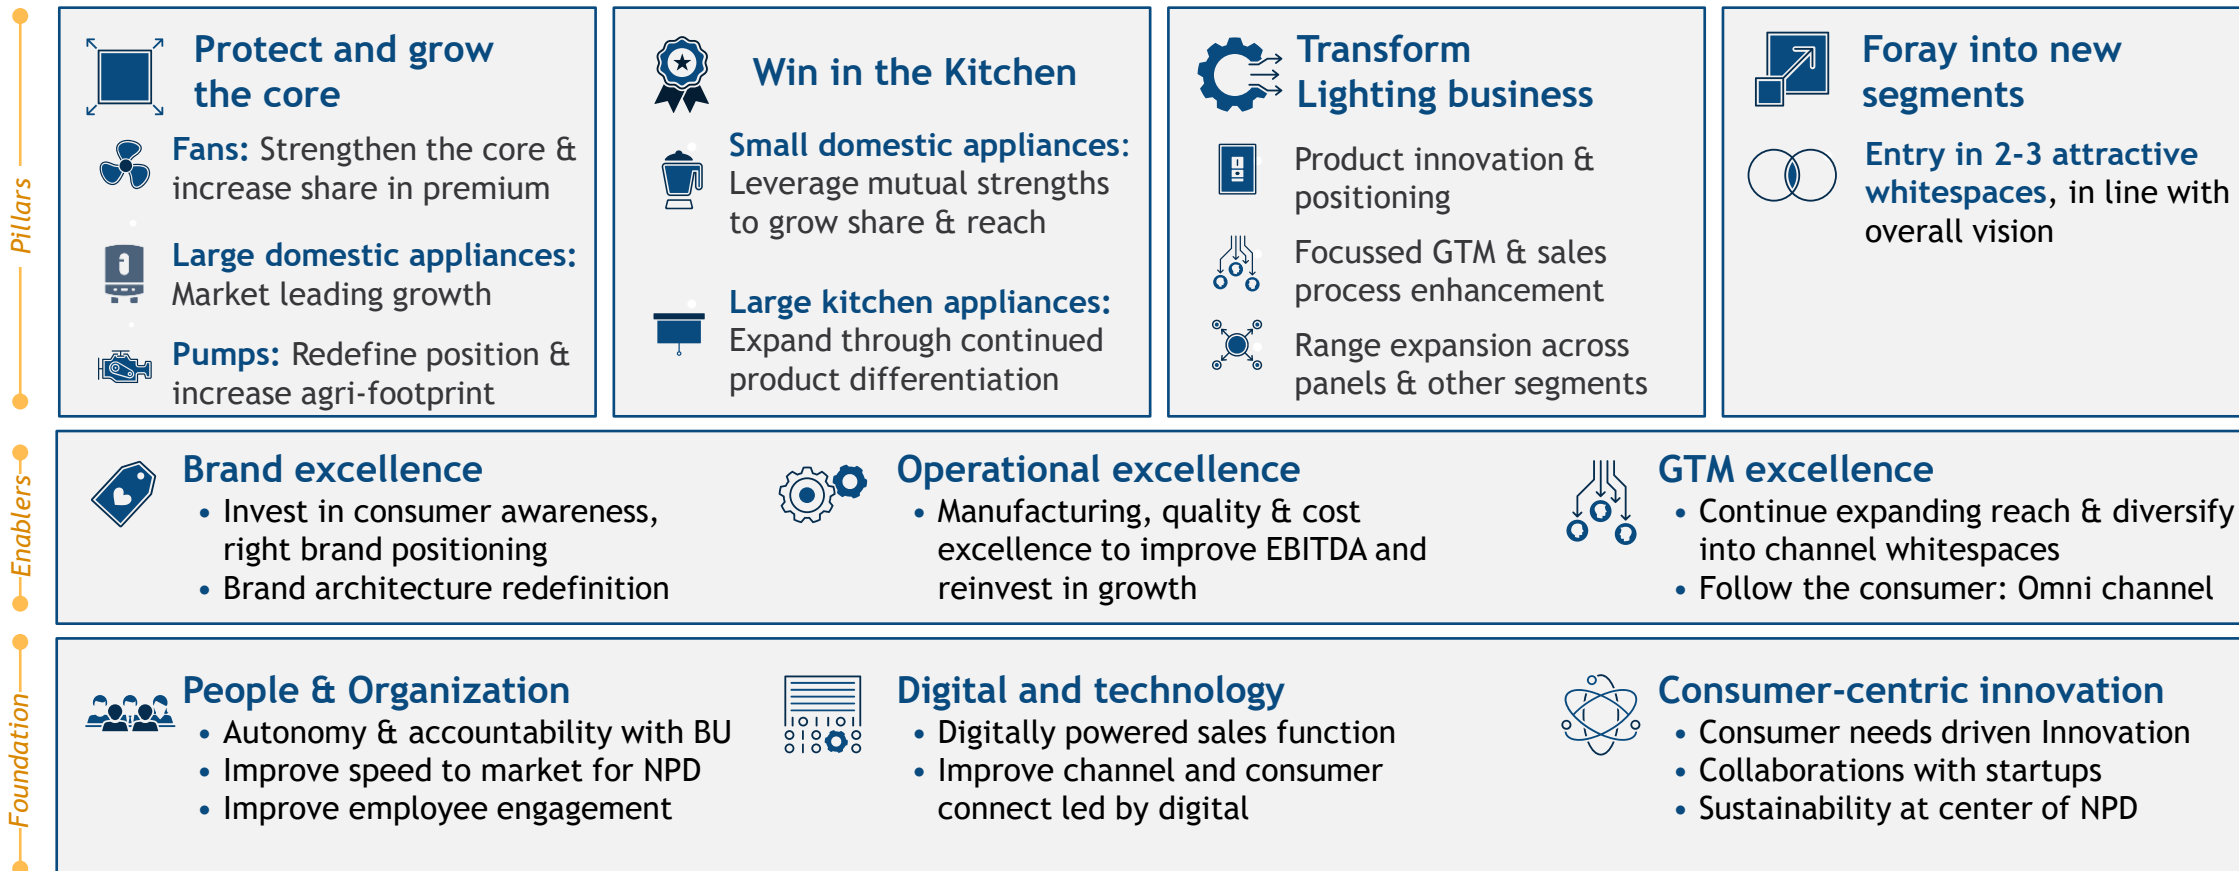 Pillars
Protect and grow
the core
Fans: Strengthen the core &
increase share in premium
Large domestic appliances:
Market leading growth
Pumps: Redefine position &
increase agri-footprint
Win in the Kitchen
Small domestic appliances:
Leverage mutual strengths
to grow share & reach
Large kitchen appliances:
Expand through continued
product differentiation
Transform
Lighting business
Product innovation &
positioning
Focussed GTM & sales
process enhancement
Range expansion across
panels & other segments
Foray into new
segments
Entry in 2-3 attractive
whitespaces, in line with
overall vision
Enablers
Brand excellence
• Invest in consumer awareness,
right brand positioning
• Brand architecture redefinition
Operational excellence
• Manufacturing, quality & cost
excellence to improve EBITDA and
reinvest in growth
GTM excellence
• Continue expanding reach & diversify
into channel whitespaces
• Follow the consumer: Omni channel
Foundation
People & Organization
• Autonomy & accountability with BU
• Improve speed to market for NPD
• Improve employee engagement
Digital and technology
• Digitally powered sales function
• Improve channel and consumer
connect led by digital
Consumer-centric innovation
• Consumer needs driven Innovation
• Collaborations with startups
• Sustainability at center of NPD